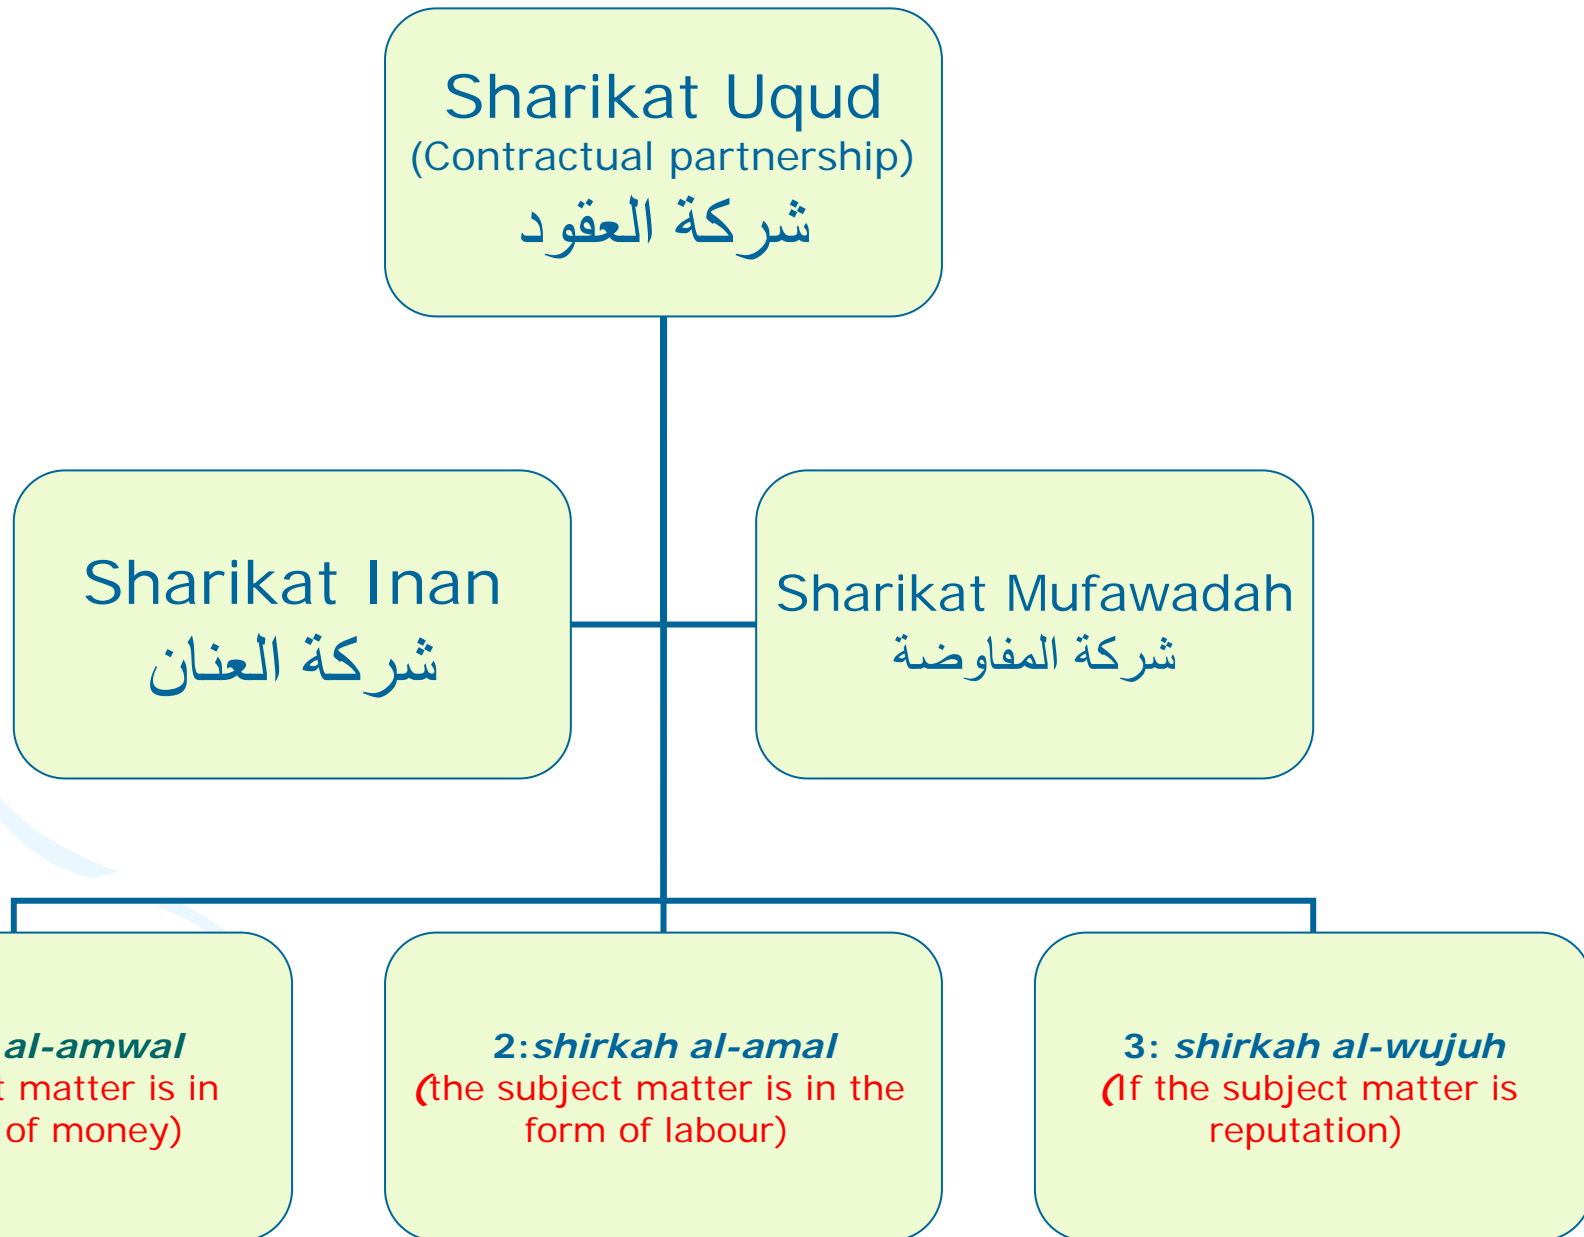 Sharikat Uqud
(Contractual partnership)
شركة العقود
Sharikat Inan
شركة العنان
Sharikat Mufawadah
شركة المفاوضة
al-amwal
t matter is in
of money)
2:shirkah al-amal
(the subject matter is in the
form of labour)
3: shirkah al-wujuh
(If the subject matter is
reputation)